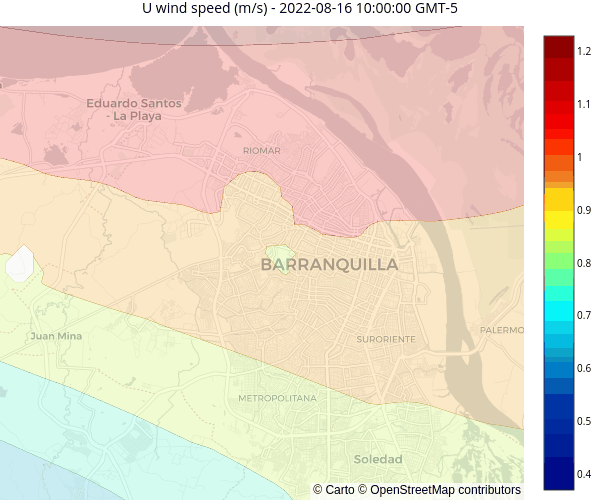 U wind speed (m/s) - 2022-08-16 10:00:00 GMT-5
Eduardo Santos
- La Playa
RIOMAR
BARRANQUILLA
Juan Mina
SURORIENTE
PALERMO
METROPOLITANA
Soledad
© Carto © OpenStreetMap contributors
1.2
1.1
1
0.9
0.8
0.7
0.6
0.5
0.4